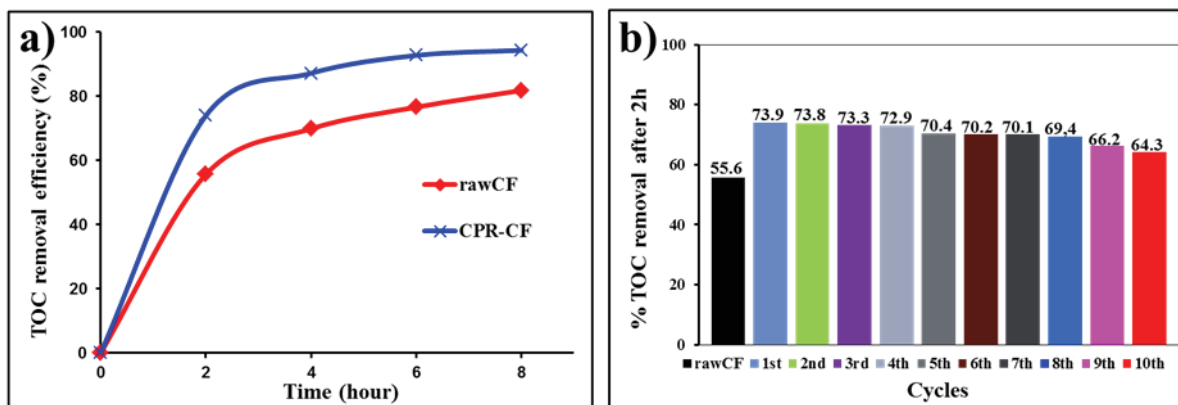 a)
TOC removal efficiency (%)
100
80
60
40
20
0
rawCF
CPR-CF
0 2 4 6 8
Time (hour)
b)
% TOC removal after 2h
100
80
60
40
20
0
55.6 73.9 73.8 73.3 72.9 70.4 70.2 70.1 69.4 66.2 64.3
rawCF 1st 2nd 3rd 4th 5th 6th 7th 8th 9th 10th
Cycles